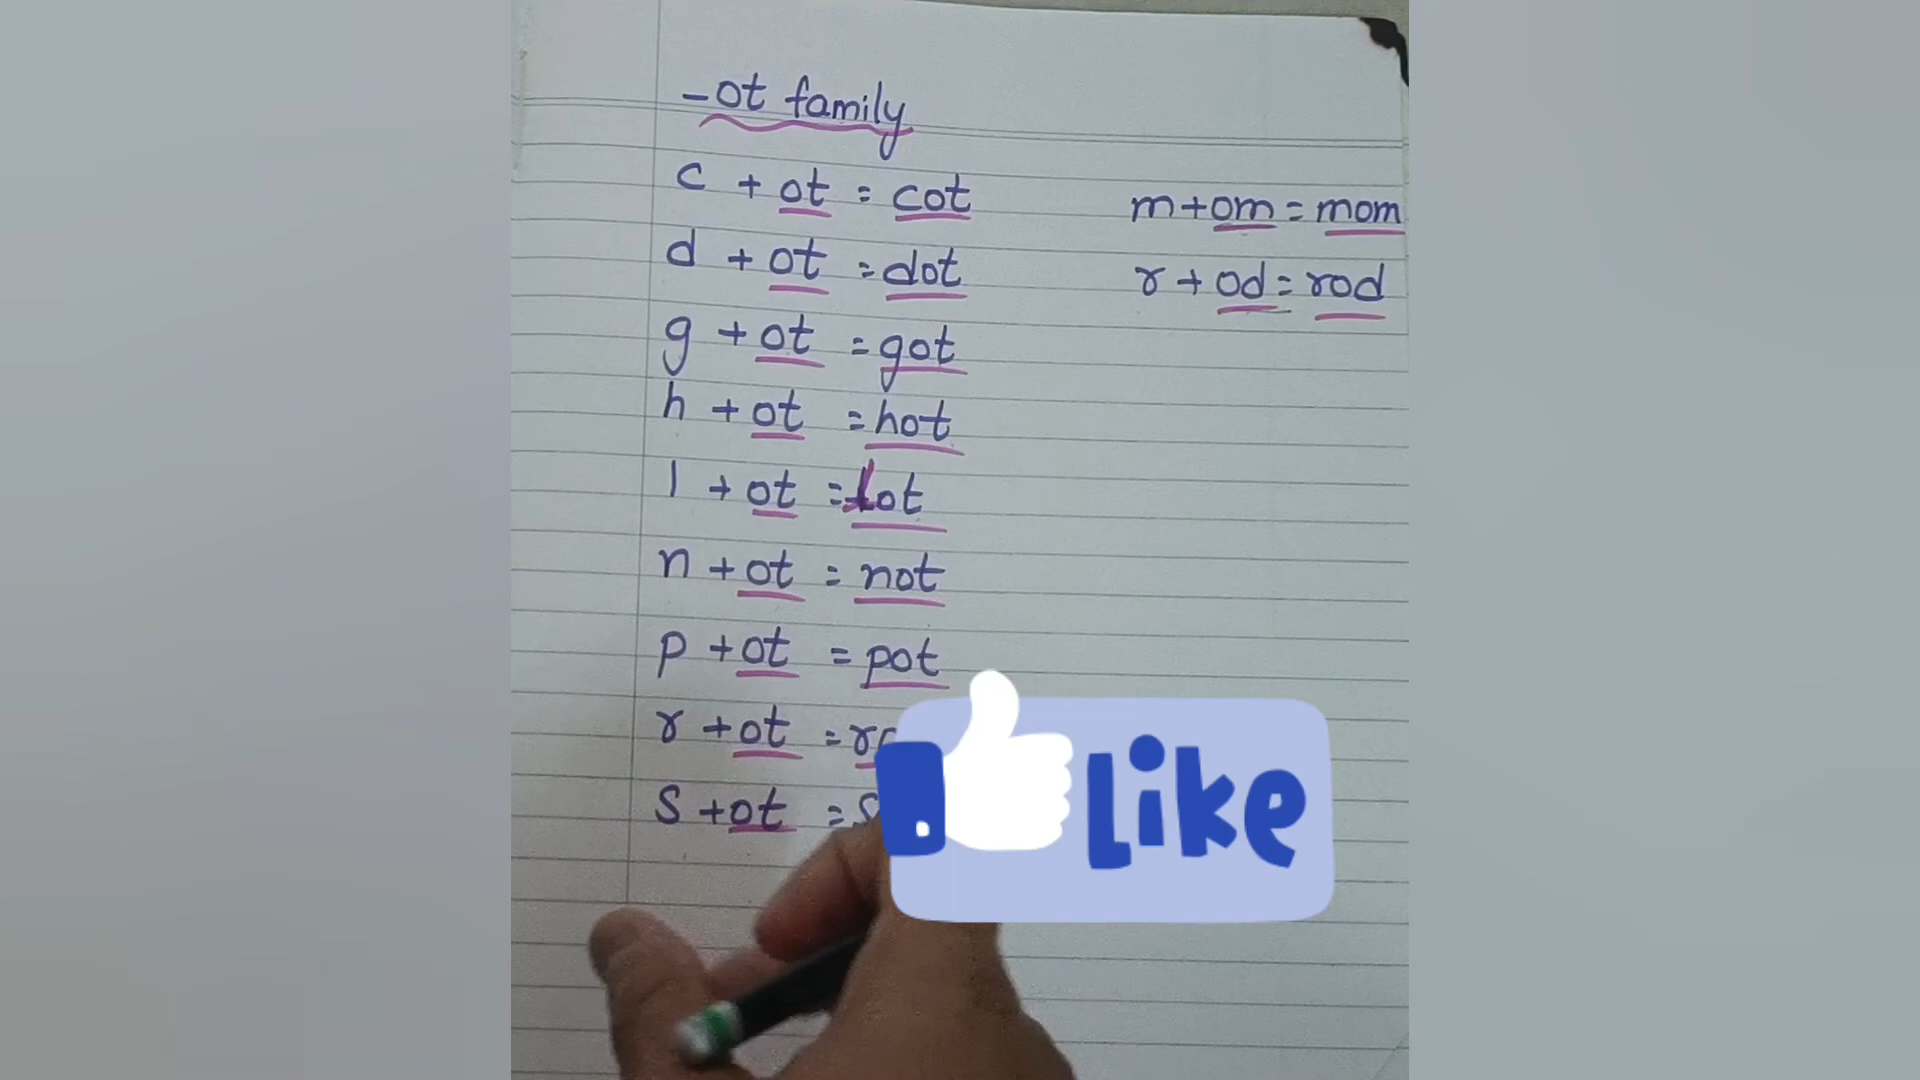 -ot family
c + ot = cot
d + ot = dot
g + ot = got
h + ot = hot
l + ot = lot
n + ot = not
p + ot = pot
r + ot =
s + ot =
m + om = mom
r + od = rod
Like